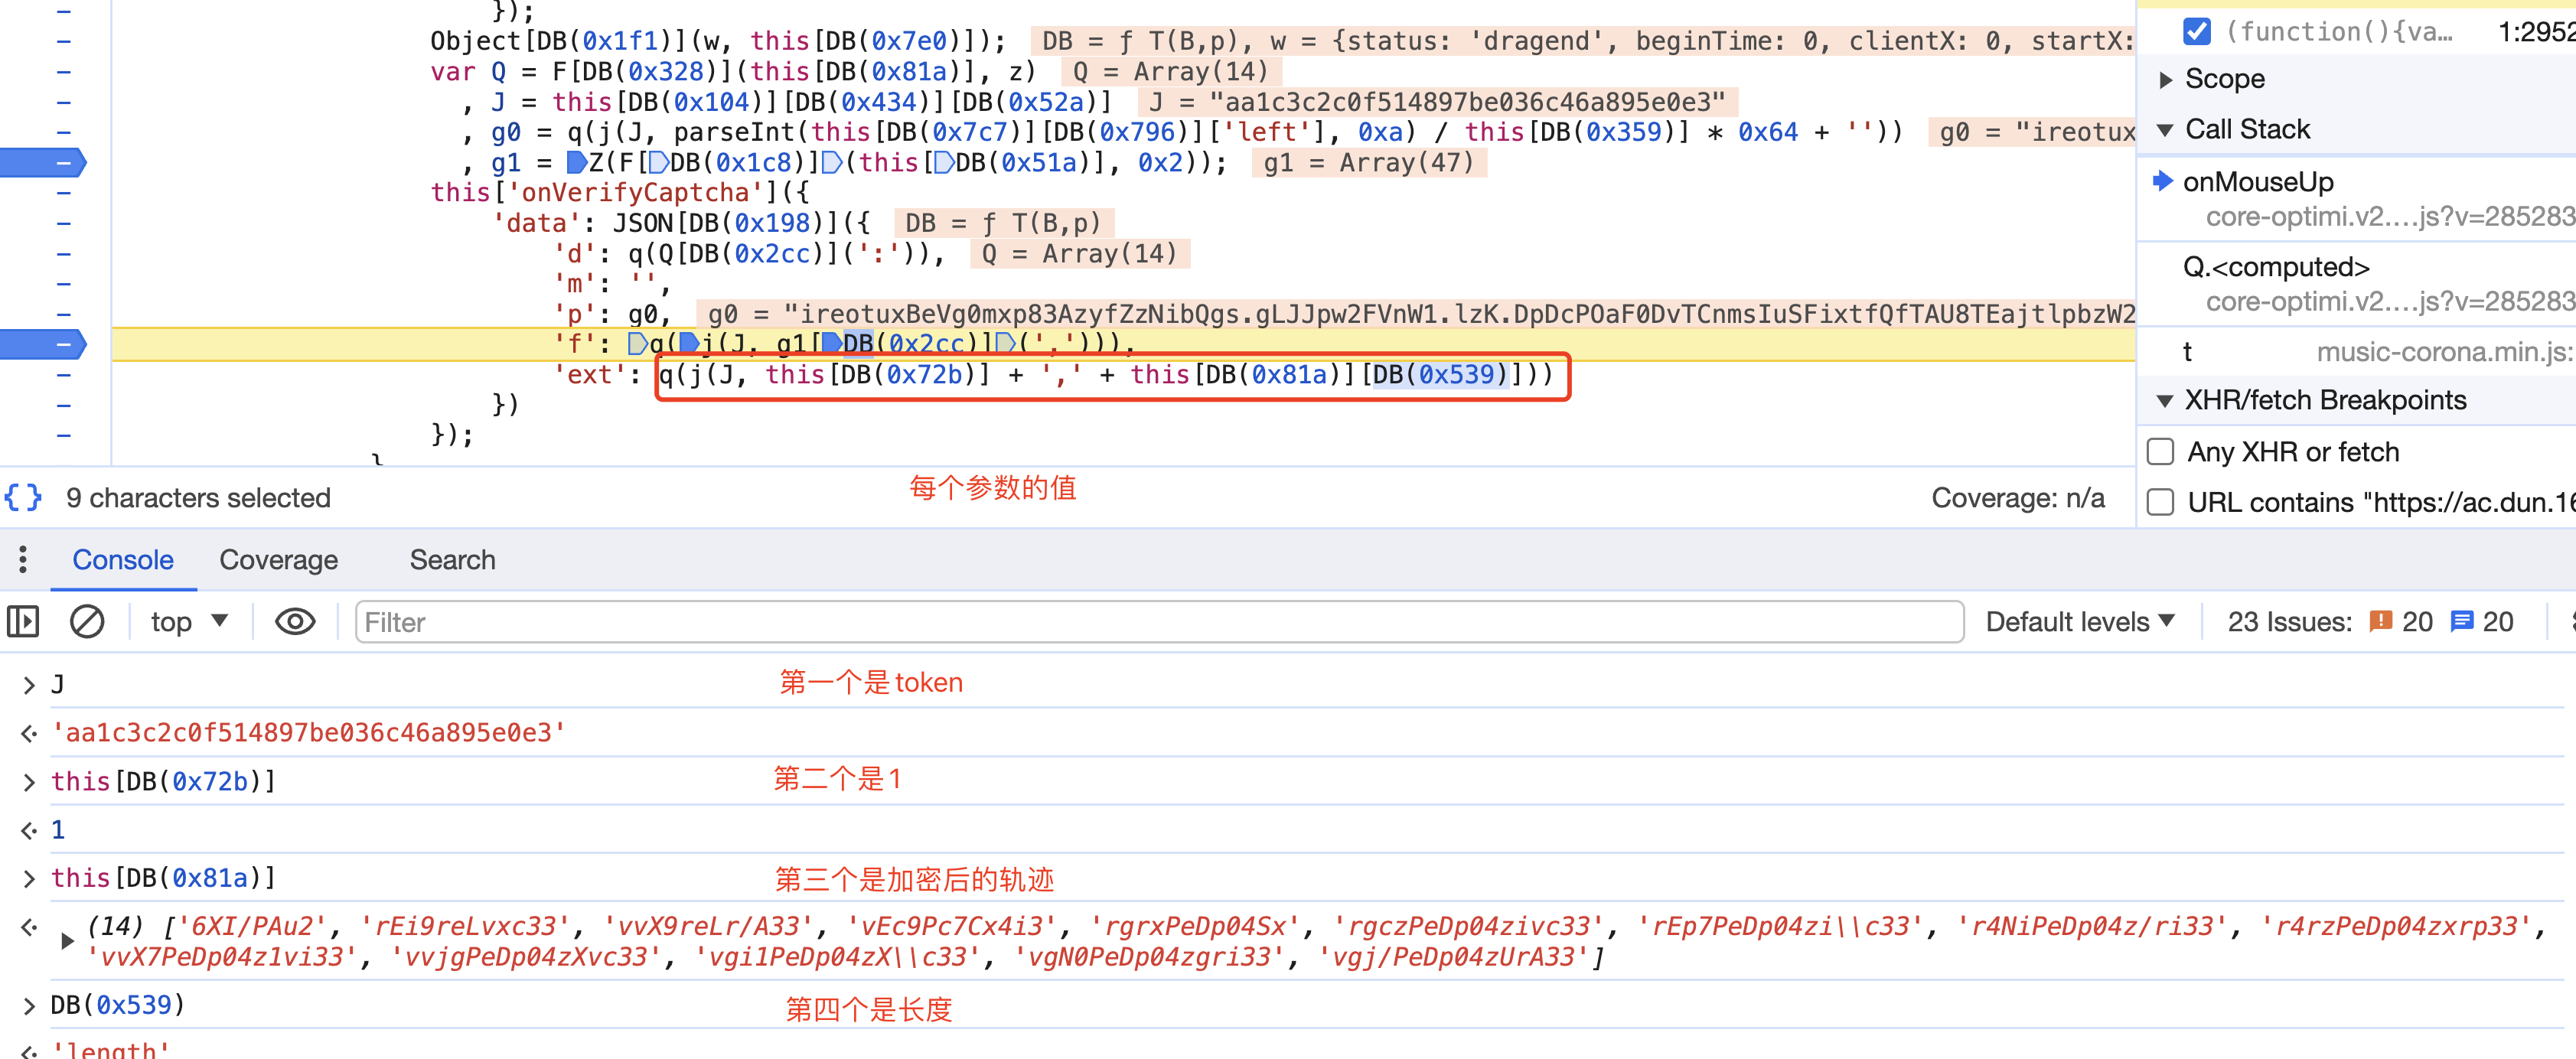 });
Object[DB(0x1f1)](w, this[DB(0x7e0)]); DB = ƒ T(B,p), w = {status: 'dragend', beginTime: 0, clientX: 0, startX:
var Q = F[DB(0x328)](this[DB(0x81a)], z) Q = Array(14)
, J = this[DB(0x104)][DB(0x434)][DB(0x52a)] J = "aa1c3c2c0f514897be036c46a895e0e3"
, g0 = q(j(J, parseInt(this[DB(0x7c7)][DB(0x796)]['left'], 0xa) / this[DB(0x359)] * 0x64 + '')) g0 = "ireotux
, g1 = Z(F[DB(0x1c8)](this[DB(0x51a)], 0x2)); g1 = Array(47)
this['onVerifyCaptcha']({
'data': JSON[DB(0x198)]({ DB = ƒ T(B,p)
'd': q(Q[DB(0x2cc)](':')), Q = Array(14)
'm': '',
'p': g0, g0 = "ireotuxBeVg0mxp83AzyfZzNibQgs.gLJJpw2FVnW1.lzK.DpDcPOaF0DvTCnmsIuSFixtfQfTAU8TEajtlpbzW2
'f': q(j(J, g1[DB(0x2cc)](','))),
'ext': q(j(J, this[DB(0x72b)] + ',' + this[DB(0x81a)][DB(0x539)]))
})
});
}
{} 9 characters selected
每个参数的值
Coverage: n/a
(function(){va… 1:2952
Scope
Call Stack
onMouseUp
core-optimi.v2.…js?v=285283
Q.<computed>
core-optimi.v2.…js?v=285283
t music-corona.min.js:
XHR/fetch Breakpoints
Any XHR or fetch
URL contains "https://ac.dun.16
Console Coverage Search
top Filter Default levels 23 Issues: 20 20
J 第一个是token
'aa1c3c2c0f514897be036c46a895e0e3'
this[DB(0x72b)] 第二个是1
1
this[DB(0x81a)] 第三个是加密后的轨迹
(14) ['6XI/PAu2', 'rEi9reLvxc33', 'vvX9reLr/A33', 'vEc9Pc7Cx4i3', 'rgrxPeDp04Sx', 'rgczPeDp04zivc33', 'rEp7PeDp04zi\\c33', 'r4NiPeDp04z/ri33', 'r4rzPeDp04zxrp33',
'vvX7PeDp04z1vi33', 'vvjgPeDp04zXvc33', 'vgi1PeDp04zX\\c33', 'vgN0PeDp04zgri33', 'vgj/PeDp04zUrA33']
DB(0x539) 第四个是长度
'length'